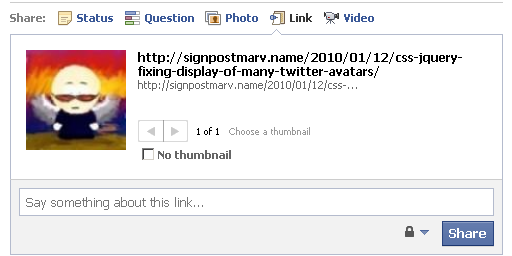 Share: Status Question Photo Link Video
http://signpostmarv.name/2010/01/12/css-jquery-
fixing-display-of-many-twitter-avatars/
http://signpostmarv.name/2010/01/12/css-...
1 of 1 Choose a thumbnail
No thumbnail
Say something about this link...
Share